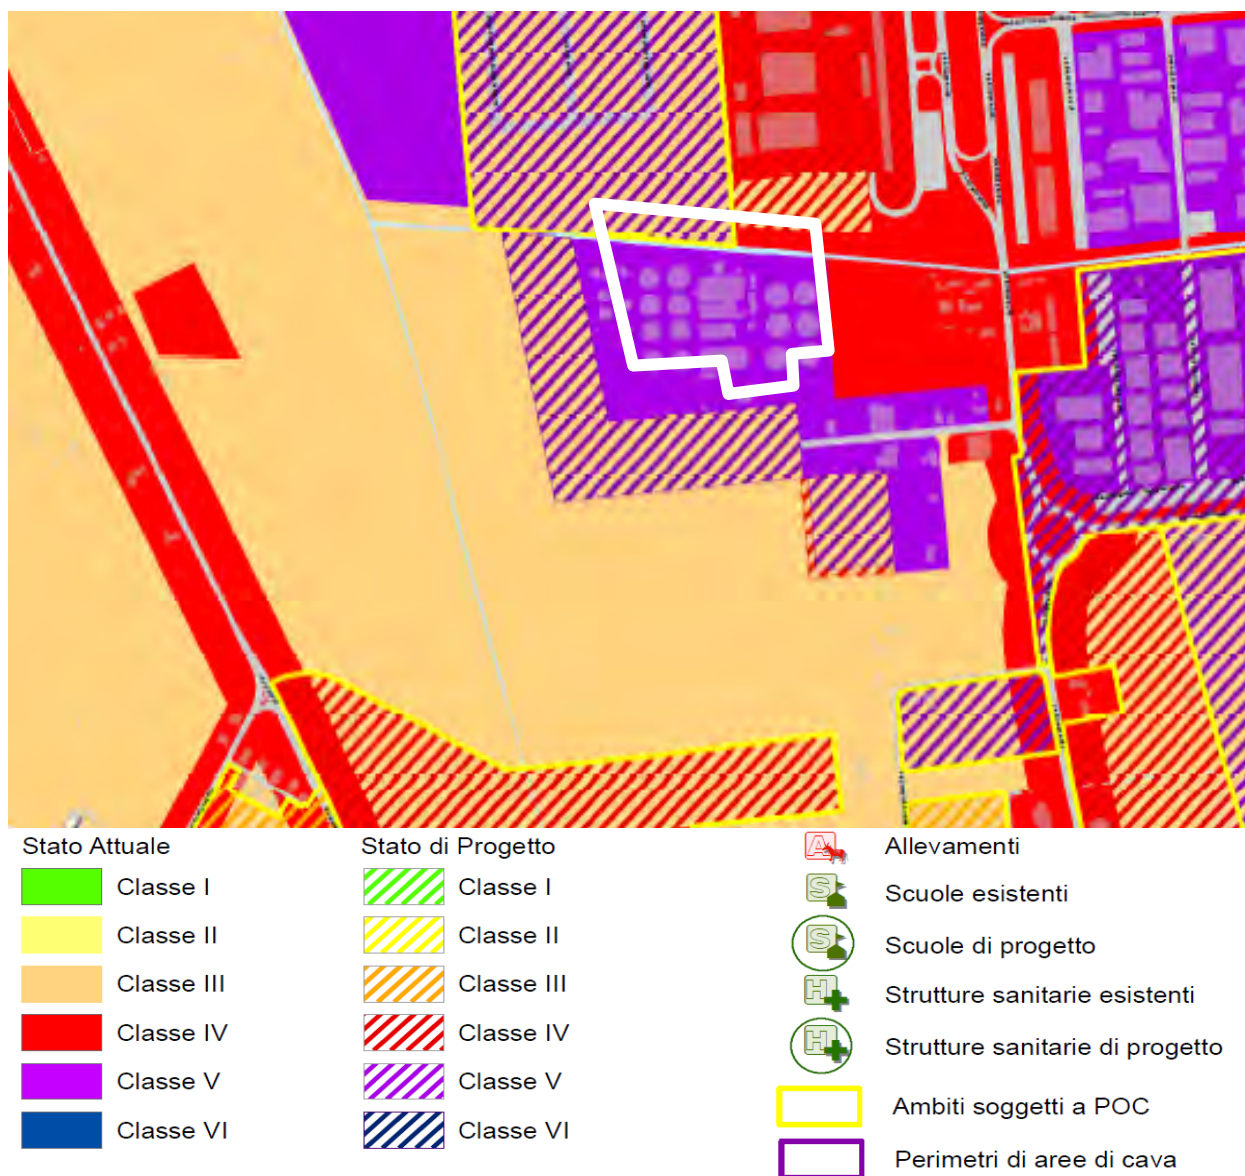 Stato Attuale
Classe I
Classe II
Classe III
Classe IV
Classe V
Classe VI
Stato di Progetto
Classe I
Classe II
Classe III
Classe IV
Classe V
Classe VI
A Allevamenti
S Scuole esistenti
S Scuole di progetto
H Strutture sanitarie esistenti
H Strutture sanitarie di progetto
Ambiti soggetti a POC
Perimetri di aree di cava